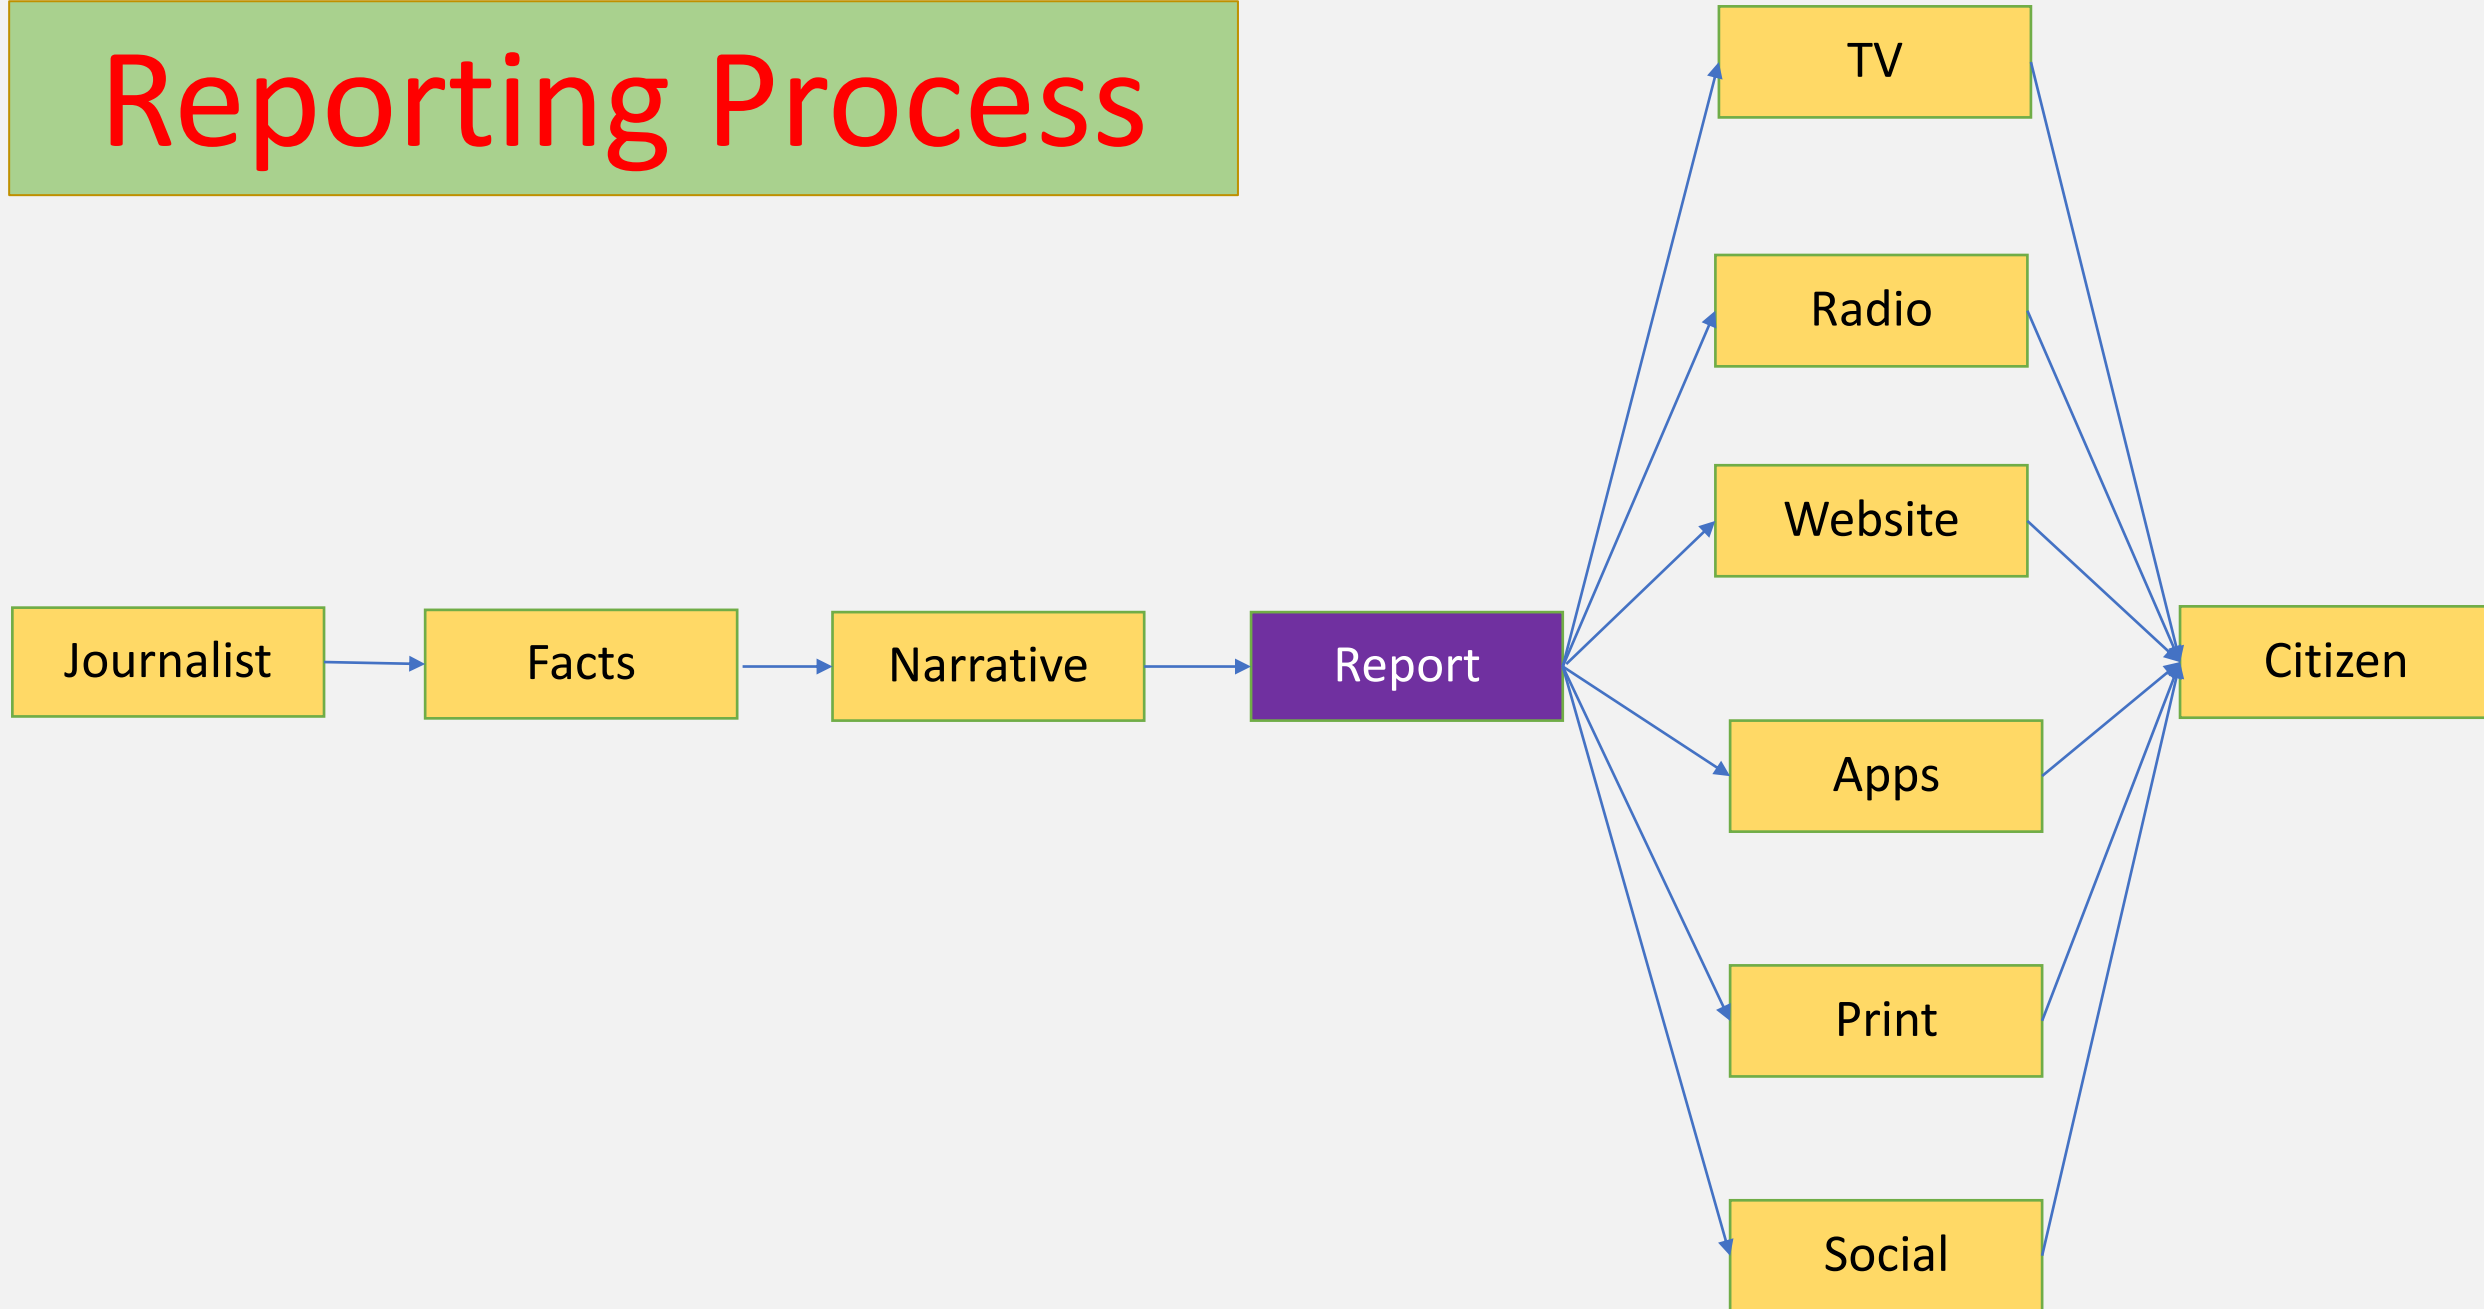 Reporting Process
TV
Radio
Website
Journalist
Facts
Narrative
Report
Citizen
Apps
Print
Social